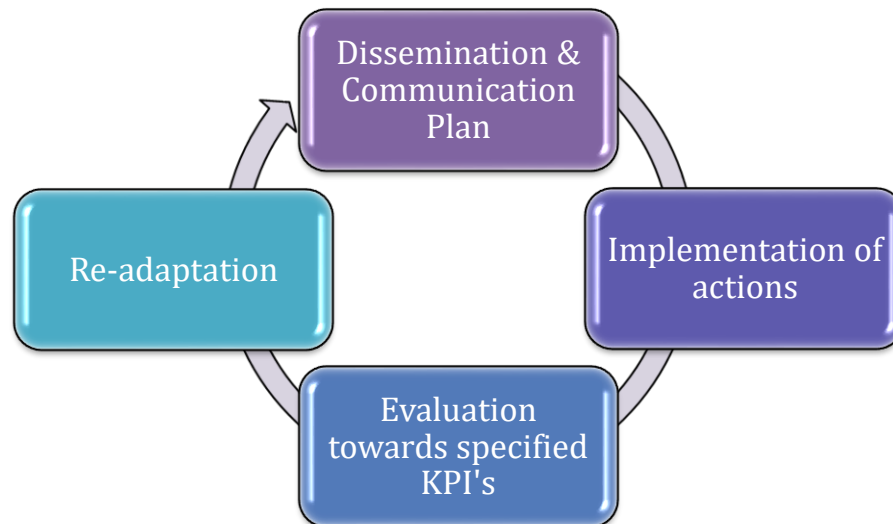 Dissemination &
Communication
Plan
Implementation of
actions
Evaluation
towards specified
KPI's
Re-adaptation